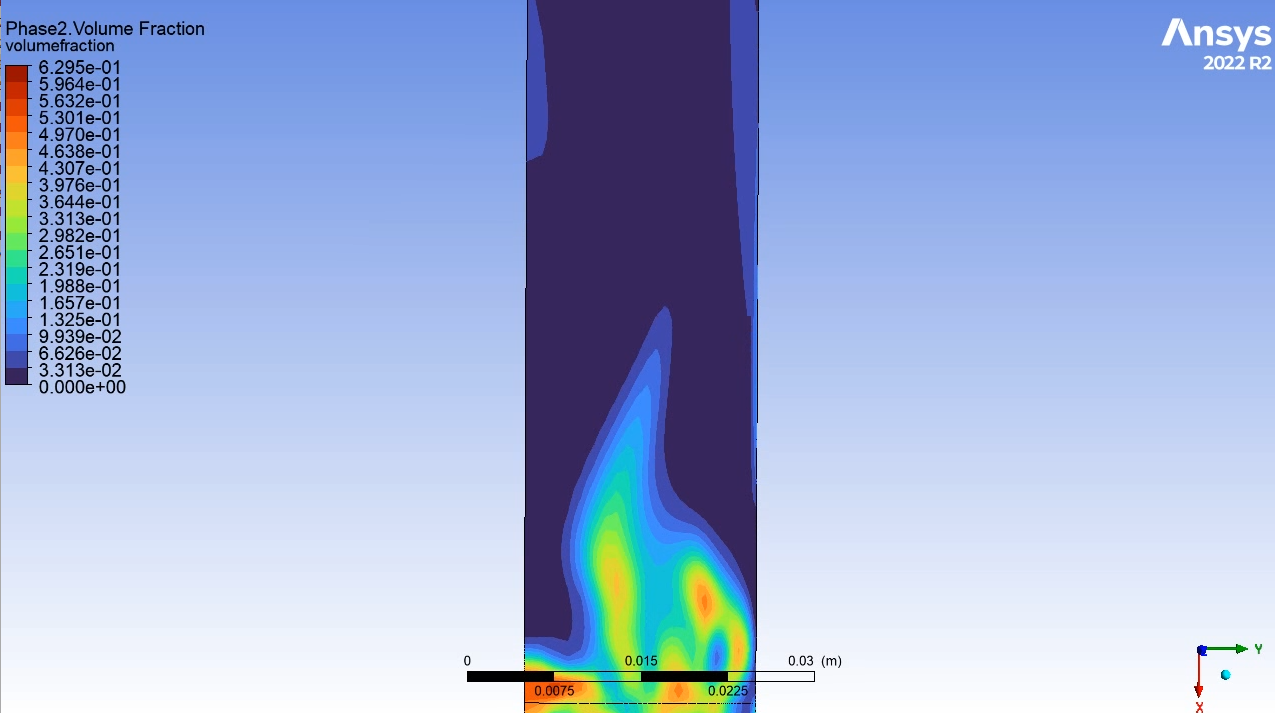 Phase2.Volume Fraction
volumefraction
6.295e-01
5.964e-01
5.632e-01
5.301e-01
4.970e-01
4.638e-01
4.307e-01
3.976e-01
3.644e-01
3.313e-01
2.982e-01
2.651e-01
2.319e-01
1.988e-01
1.657e-01
1.325e-01
9.939e-02
6.626e-02
3.313e-02
0.000e+00
Ansys
2022 R2
0 0.015 0.03 (m)
0.0075 0.0225
Y
Z
X